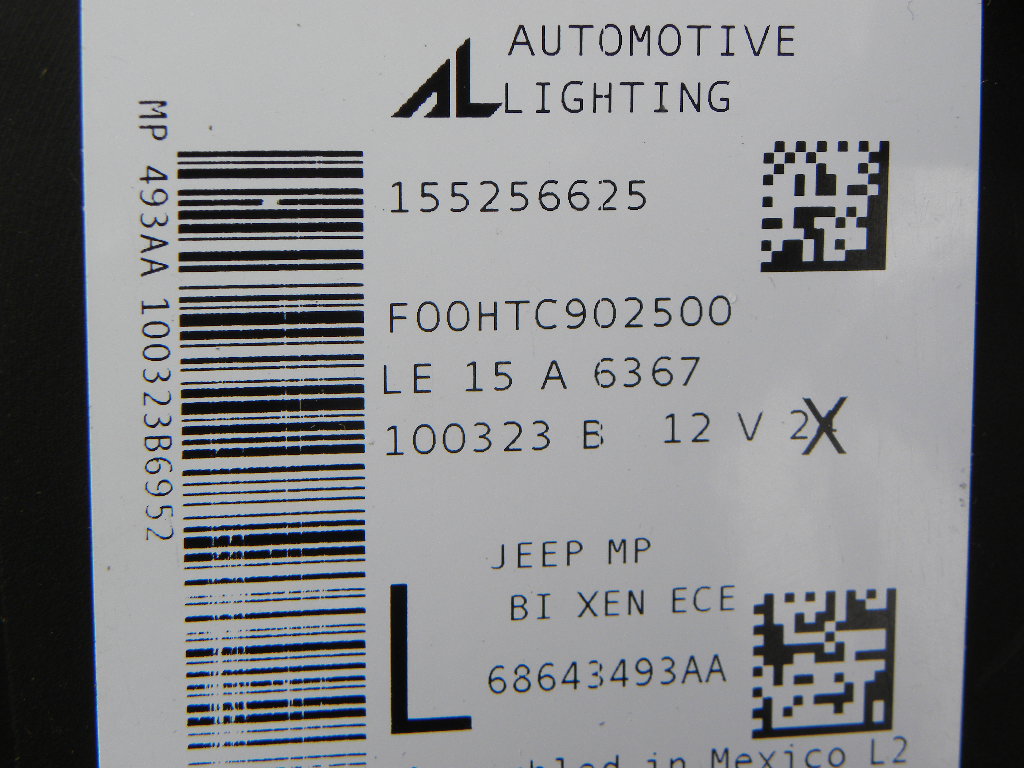 AL AUTOMOTIVE
LIGHTING
MP 493AA 100323B6952
155256625
F00HTC902500
LE 15 A 6367
100323 B 12 V
JEEP MP
BI XEN ECE
L
68643493AA
in Mexico L2